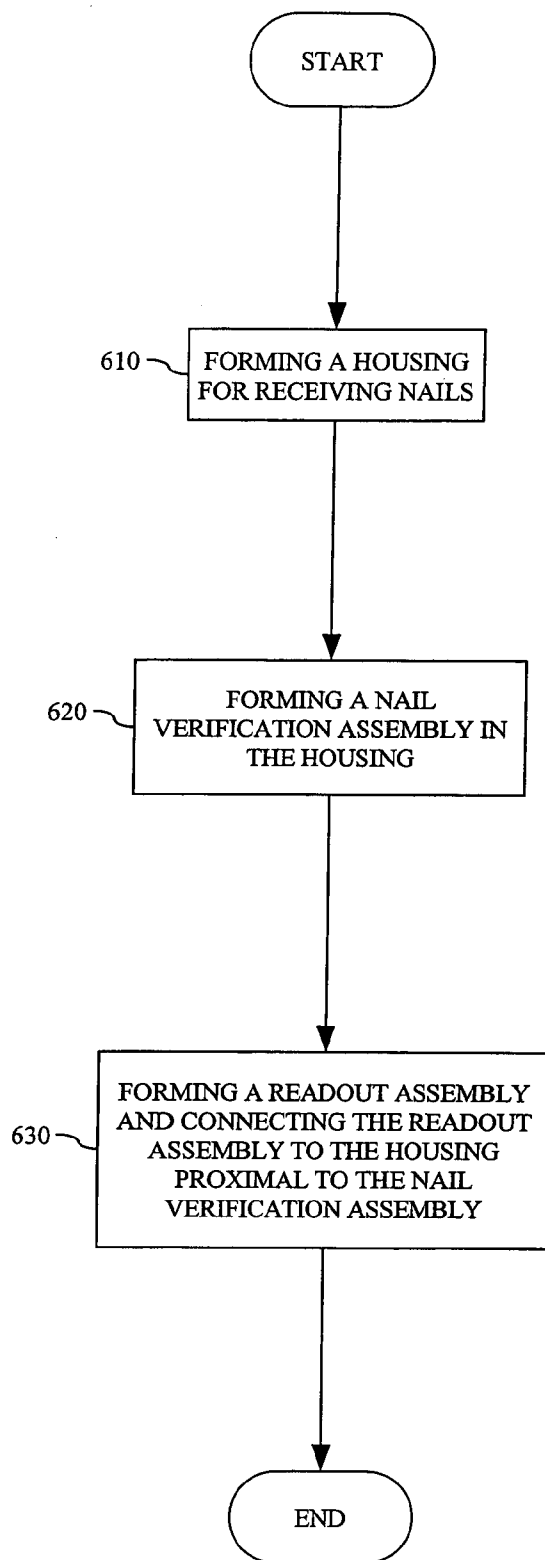 START
610
FORMING A HOUSING
FOR RECEIVING NAILS
620
FORMING A NAIL
VERIFICATION ASSEMBLY IN
THE HOUSING
630
FORMING A READOUT ASSEMBLY
AND CONNECTING THE READOUT
ASSEMBLY TO THE HOUSING
PROXIMAL TO THE NAIL
VERIFICATION ASSEMBLY
END